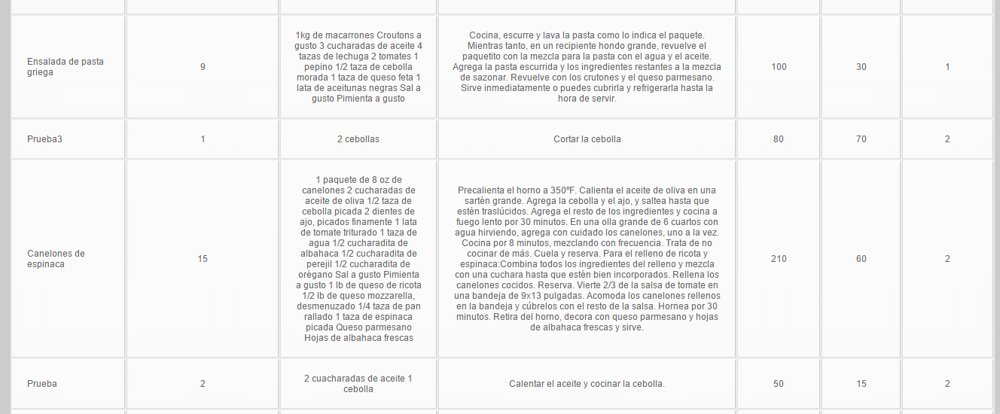 Ensalada de pasta
griega
9
1kg de macarrones Croutons a
gusto 3 cucharadas de aceite 4
tazas de lechuga 2 tomates 1
pepino 1/2 taza de cebolla
morada 1 taza de queso feta 1
lata de aceitunas negras Sal a
gusto Pimienta a gusto
Cocina, escurre y lava la pasta como lo indica el paquete.
Mientras tanto, en un recipiente hondo grande, revuelve el
paquetito con la mezcla para la pasta con el agua y el aceite.
Agrega la pasta escurrida y los ingredientes restantes a la mezcla
de sazonar. Revuelve con los crutones y el queso parmesano.
Sirve inmediatamente o puedes cubrirla y refrigerarla hasta la
hora de servir.
100
30
1
Prueba3
1
2 cebollas
Cortar la cebolla
80
70
2
Canelones de
espinaca
15
1 paquete de 8 oz de
canelones 2 cucharadas de
aceite de oliva 1/2 taza de
cebolla picada 2 dientes de
ajo, picados finamente 1 lata
de tomate triturado 1 taza de
agua 1/2 cucharadita de
albahaca 1/2 cucharadita de
perejil 1/2 cucharadita de
orégano Sal a gusto Pimienta
a gusto 1 lb de queso de ricota
1/2 lb de queso mozzarella,
desmenuzado 1/4 taza de pan
rallado 1 taza de espinaca
picada Queso parmesano
Hojas de albahaca frescas
Precalienta el horno a 350ºF. Calienta el aceite de oliva en una
sartén grande. Agrega la cebolla y el ajo, y saltea hasta que
estén traslúcidos. Agrega el resto de los ingredientes y cocina a
fuego lento por 30 minutos. En una olla grande de 6 cuartos con
agua hirviendo, agrega con cuidado los canelones, uno a la vez.
Cocina por 8 minutos, mezclando con frecuencia. Trata de no
cocinar de más. Cuela y reserva. Para el relleno de ricota y
espinaca:Combina todos los ingredientes del relleno y mezcla
con una cuchara hasta que estén bien incorporados. Rellena los
canelones cocidos. Reserva. Vierte 2/3 de la salsa de tomate en
una bandeja de 9x13 pulgadas. Acomoda los canelones rellenos
en la bandeja y cúbrelos con el resto de la salsa. Hornea por 30
minutos. Retira del horno, decora con queso parmesano y hojas
de albahaca frescas y sirve.
210
60
2
Prueba
2
2 cuacharadas de aceite 1
cebolla
Calentar el aceite y cocinar la cebolla.
50
15
2